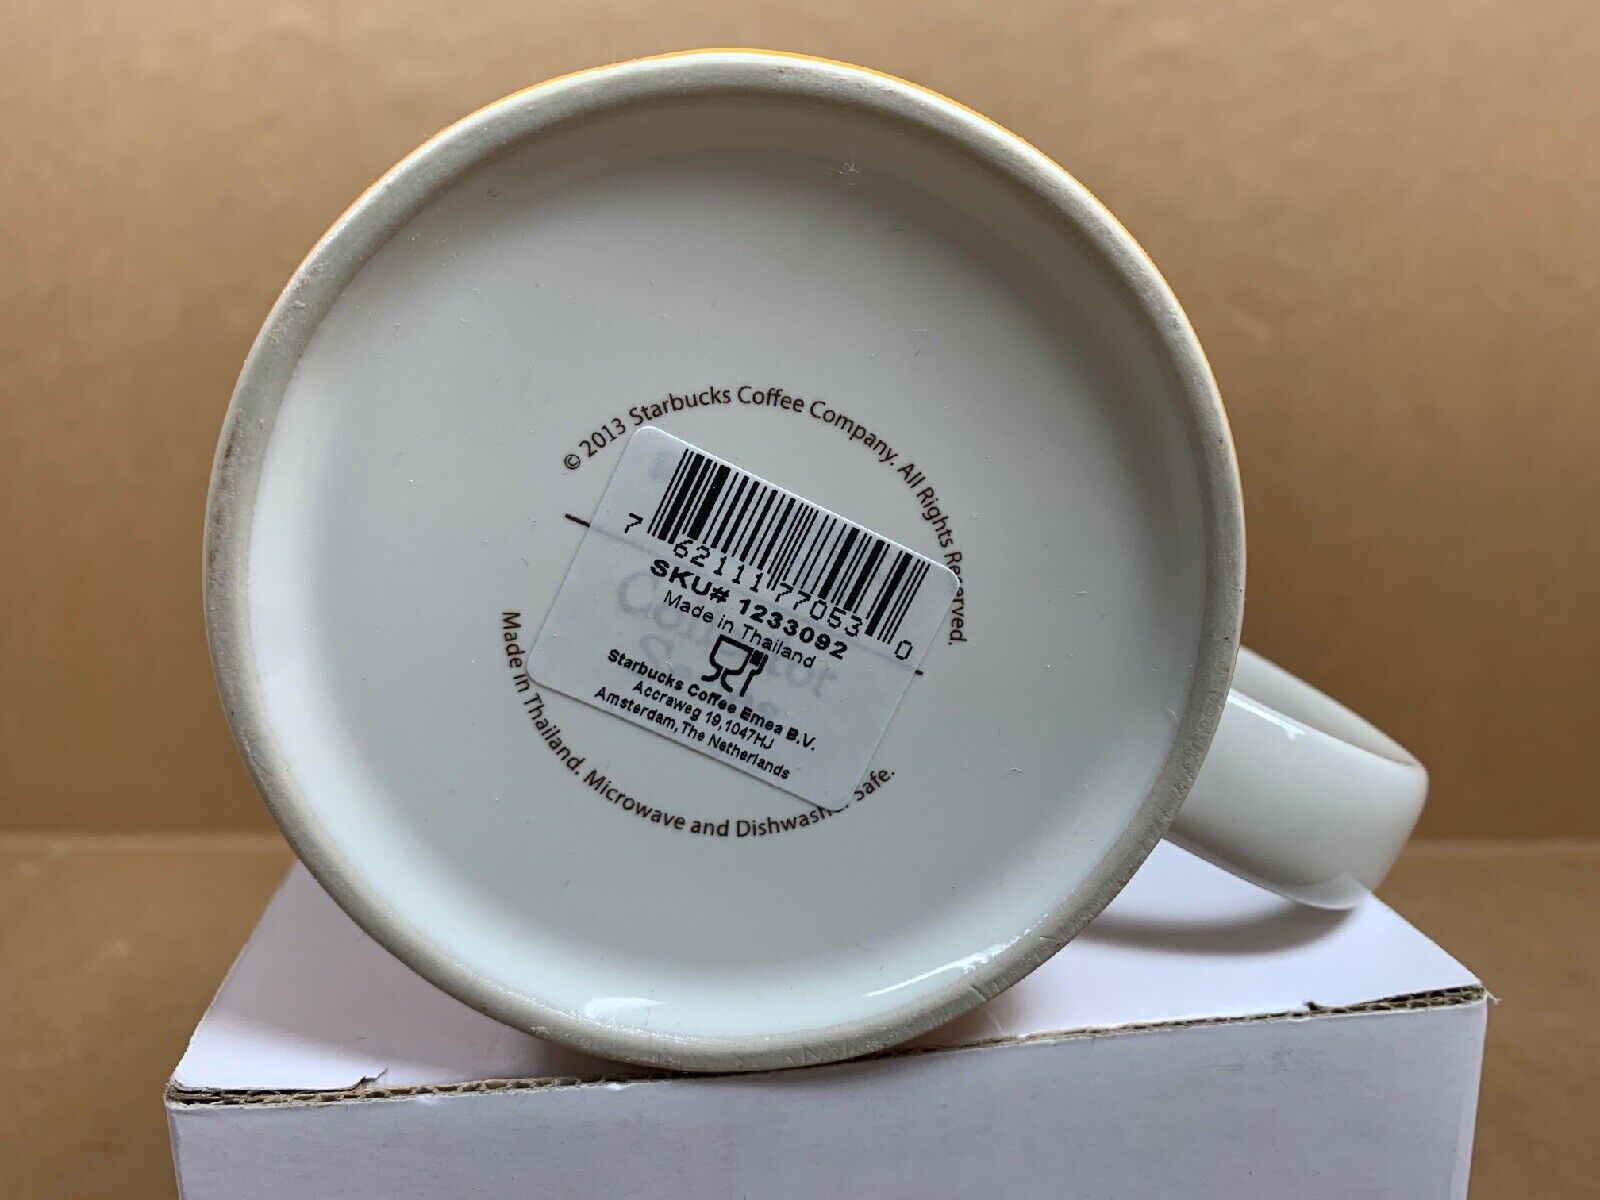 © 2013 Starbucks Coffee Company. All Rights Reserved.
7 62111 77053 0
SKU# 1233092
Made in Thailand
Starbucks Coffee Emea B.V.
Accraweg 19,1047HJ
Amsterdam, The Netherlands
Made in Thailand. Microwave and Dishwasher Safe.